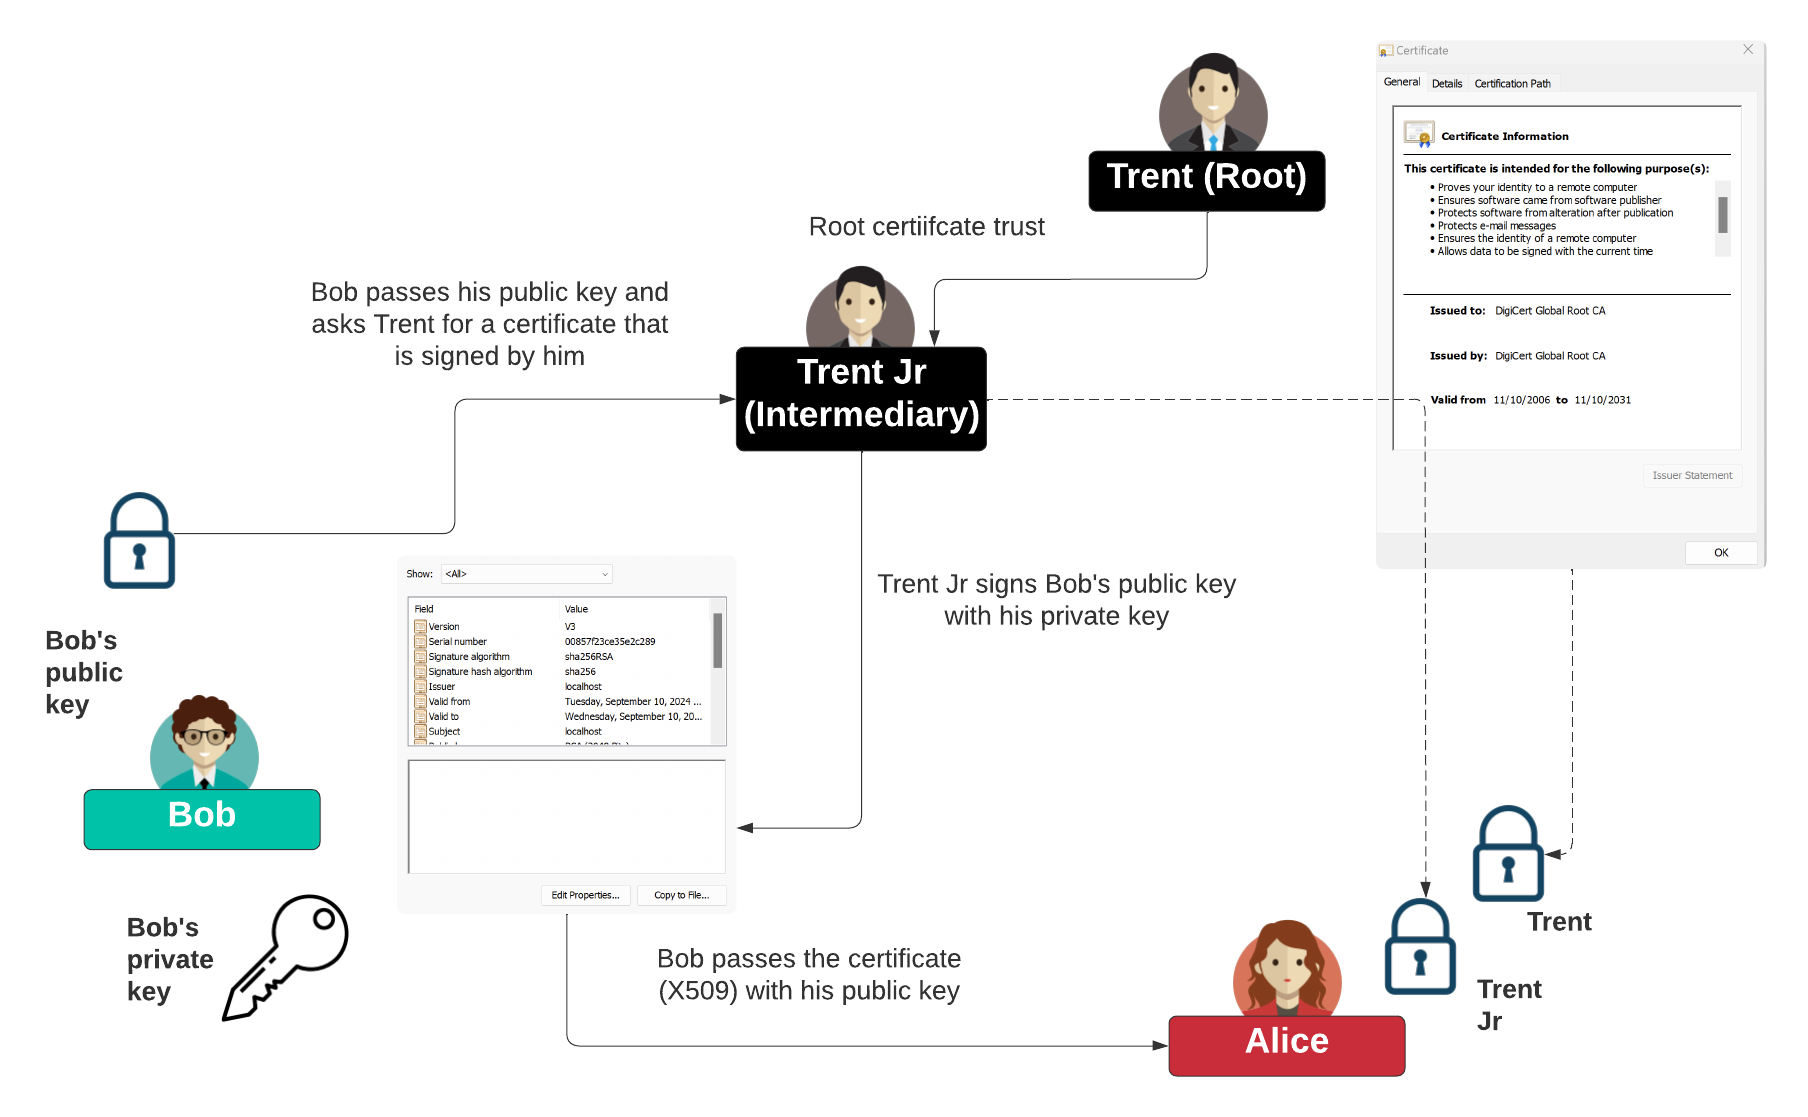 Trent (Root)
Root certiifcate trust
Bob passes his public key and
asks Trent for a certificate that
is signed by him
Trent Jr
(Intermediary)
Certificate
General Details Certification Path
Certificate Information
This certificate is intended for the following purpose(s):
• Proves your identity to a remote computer
• Ensures software came from software publisher
• Protects software from alteration after publication
• Protects e-mail messages
• Ensures the identity of a remote computer
• Allows data to be signed with the current time
Issued to: DigiCert Global Root CA
Issued by: DigiCert Global Root CA
Valid from 11/10/2006 to 11/10/2031
Issuer Statement
OK
Bob's
public
key
Bob
Bob's
private
key
Show: <All>
Field Value
Version V3
Serial number 00857f23ce35e2c289
Signature algorithm sha256RSA
Signature hash algorithm sha256
Issuer localhost
Valid from Tuesday, September 10, 2024 ...
Valid to Wednesday, September 10, 20...
Subject localhost
Edit Properties... Copy to File...
Trent Jr signs Bob's public key
with his private key
Bob passes the certificate
(X509) with his public key
Alice
Trent
Trent
Jr